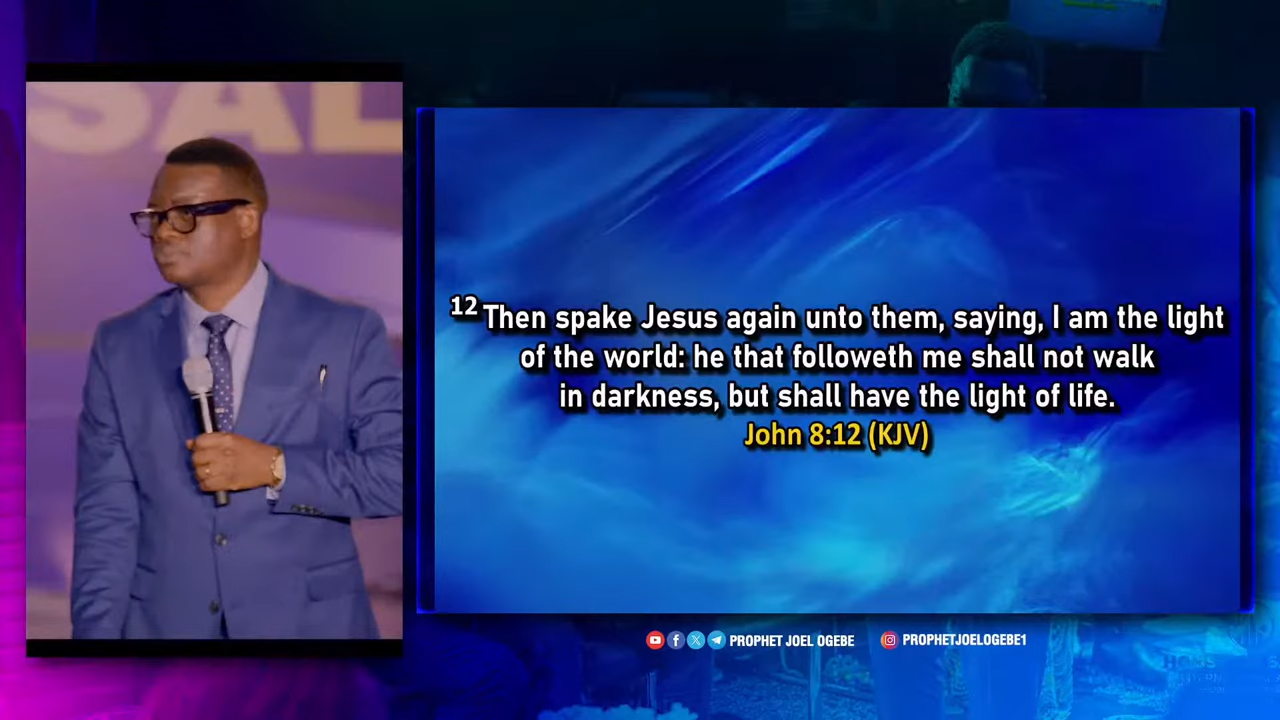 SAL
12 Then spake Jesus again unto them, saying, I am the light
of the world: he that followeth me shall not walk
in darkness, but shall have the light of life.
John 8:12 (KJV)
PROPHET JOEL OGEBE PROPHETJOELOGEBE1